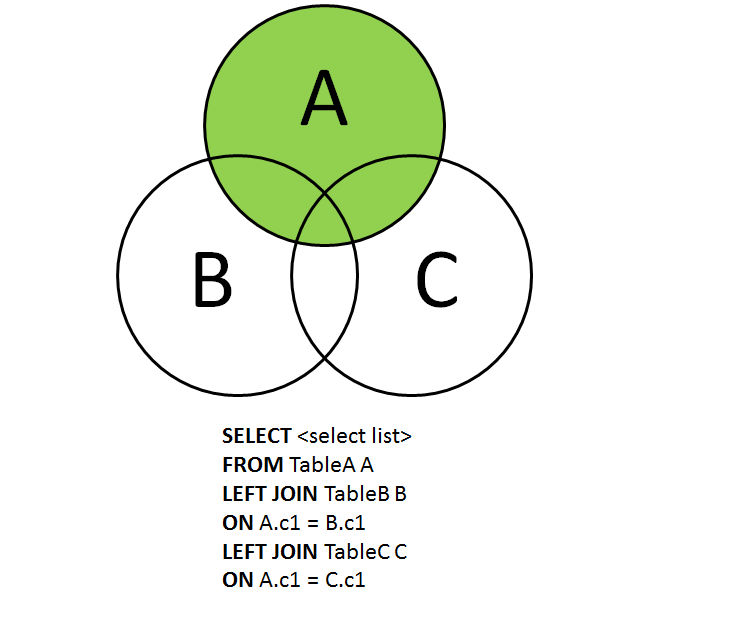 A
B
C
SELECT <select list>
FROM TableA A
LEFT JOIN TableB B
ON A.c1 = B.c1
LEFT JOIN TableC C
ON A.c1 = C.c1